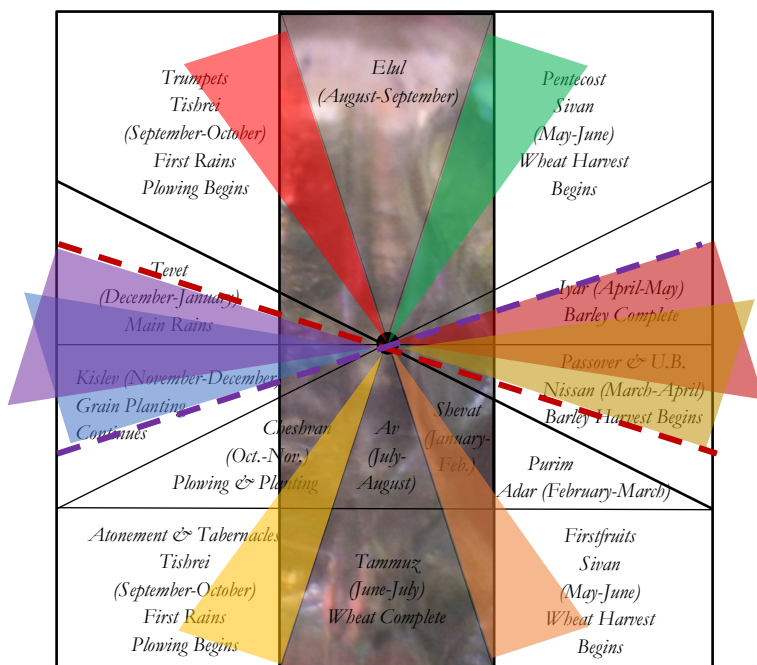 Trumpets
Tishrei
(September-October)
First Rains
Plowing Begins
Elul
(August-September)
Pentecost
Sivan
(May-June)
Wheat Harvest
Begins
Tevet
(December-January)
Main Rains
Iyar (April-May)
Barley Complete
Kislev (November-December)
Grain Planting
Continues
Passover & U.B.
Nissan (March-April)
Barley Harvest Begins
Cheshvan
(Oct.-Nov.)
Plowing & Planting
Av
(July-
August)
Shevat
(January-
Feb.)
Purim
Adar (February-March)
Atonement & Tabernacles
Tishrei
(September-October)
First Rains
Plowing Begins
Tammuz
(June-July)
Wheat Complete
Firstfruits
Sivan
(May-June)
Wheat Harvest
Begins